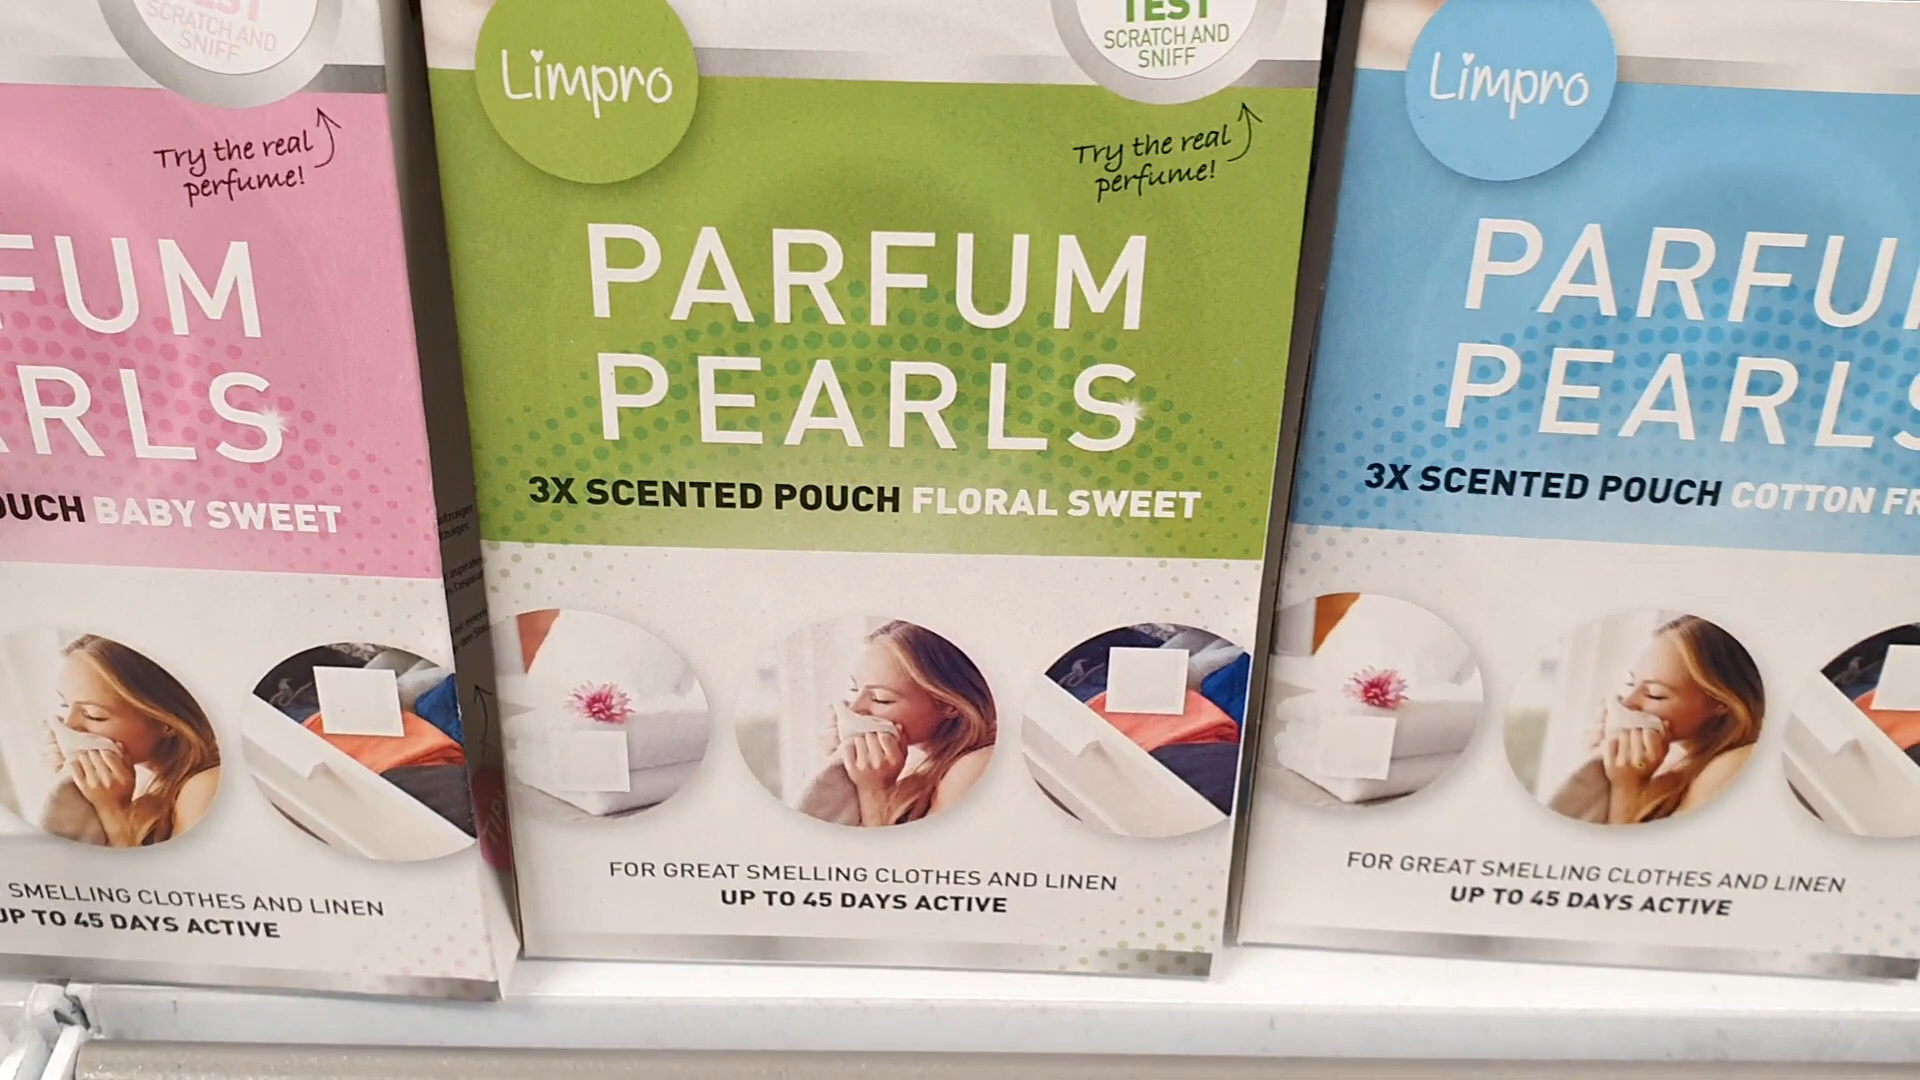 SCRATCH AND
SNIFF
Try the real
perfume!
FUM
RLS
BABY SWEET
SMELLING CLOTHES AND LINEN
UP TO 45 DAYS ACTIVE
Limpro
TEST
SCRATCH AND
SNIFF
Try the real
perfume!
PARFUM
PEARLS
3X SCENTED POUCH FLORAL SWEET
FOR GREAT SMELLING CLOTHES AND LINEN
UP TO 45 DAYS ACTIVE
Limpro
PARFU
PEARLS
3X SCENTED POUCH COTTON FR
FOR GREAT SMELLING CLOTHES AND LINEN
UP TO 45 DAYS ACTIVE